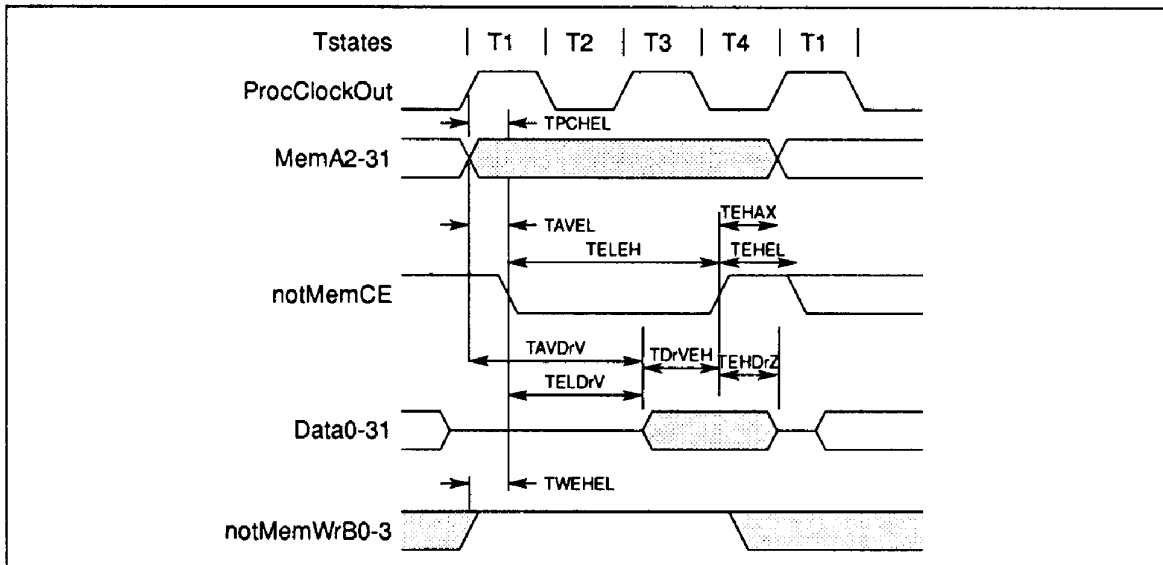 Tstates | T1 | T2 | T3 | T4 | T1 |
ProcClockOut
TPCHEL
MemA2-31
TEHAX
TAVEL
TELEH
TEHEL
notMemCE
TAVDrV
TDrVEH
TEHDrZ
TELDrV
Data0-31
TWEHEL
notMemWrB0-3